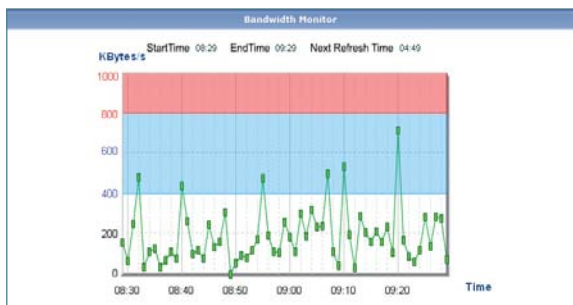 Bandwidth Monitor
StartTime 08:29 EndTime 09:29 Next Refresh Time 04:49
KBytes/s
1000
800
600
400
200
0
08:30 08:40 08:50 09:00 09:10 09:20
Time